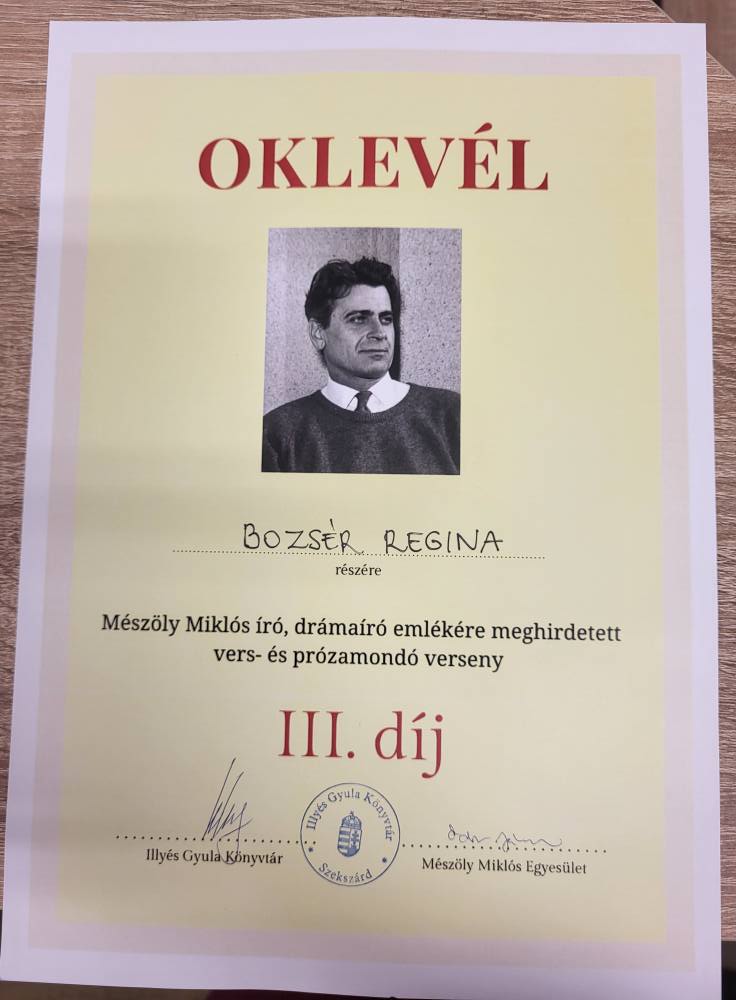 OKLEVÉL
BOZSÉR REGINA
részére
Mészöly Miklós író, drámaíró emlékére meghirdetett
vers- és prózamondó verseny
III. díj
Illyés Gyula Könyvtár
Szekszárd
Illyés Gyula Könyvtár
Mészöly Miklós Egyesület